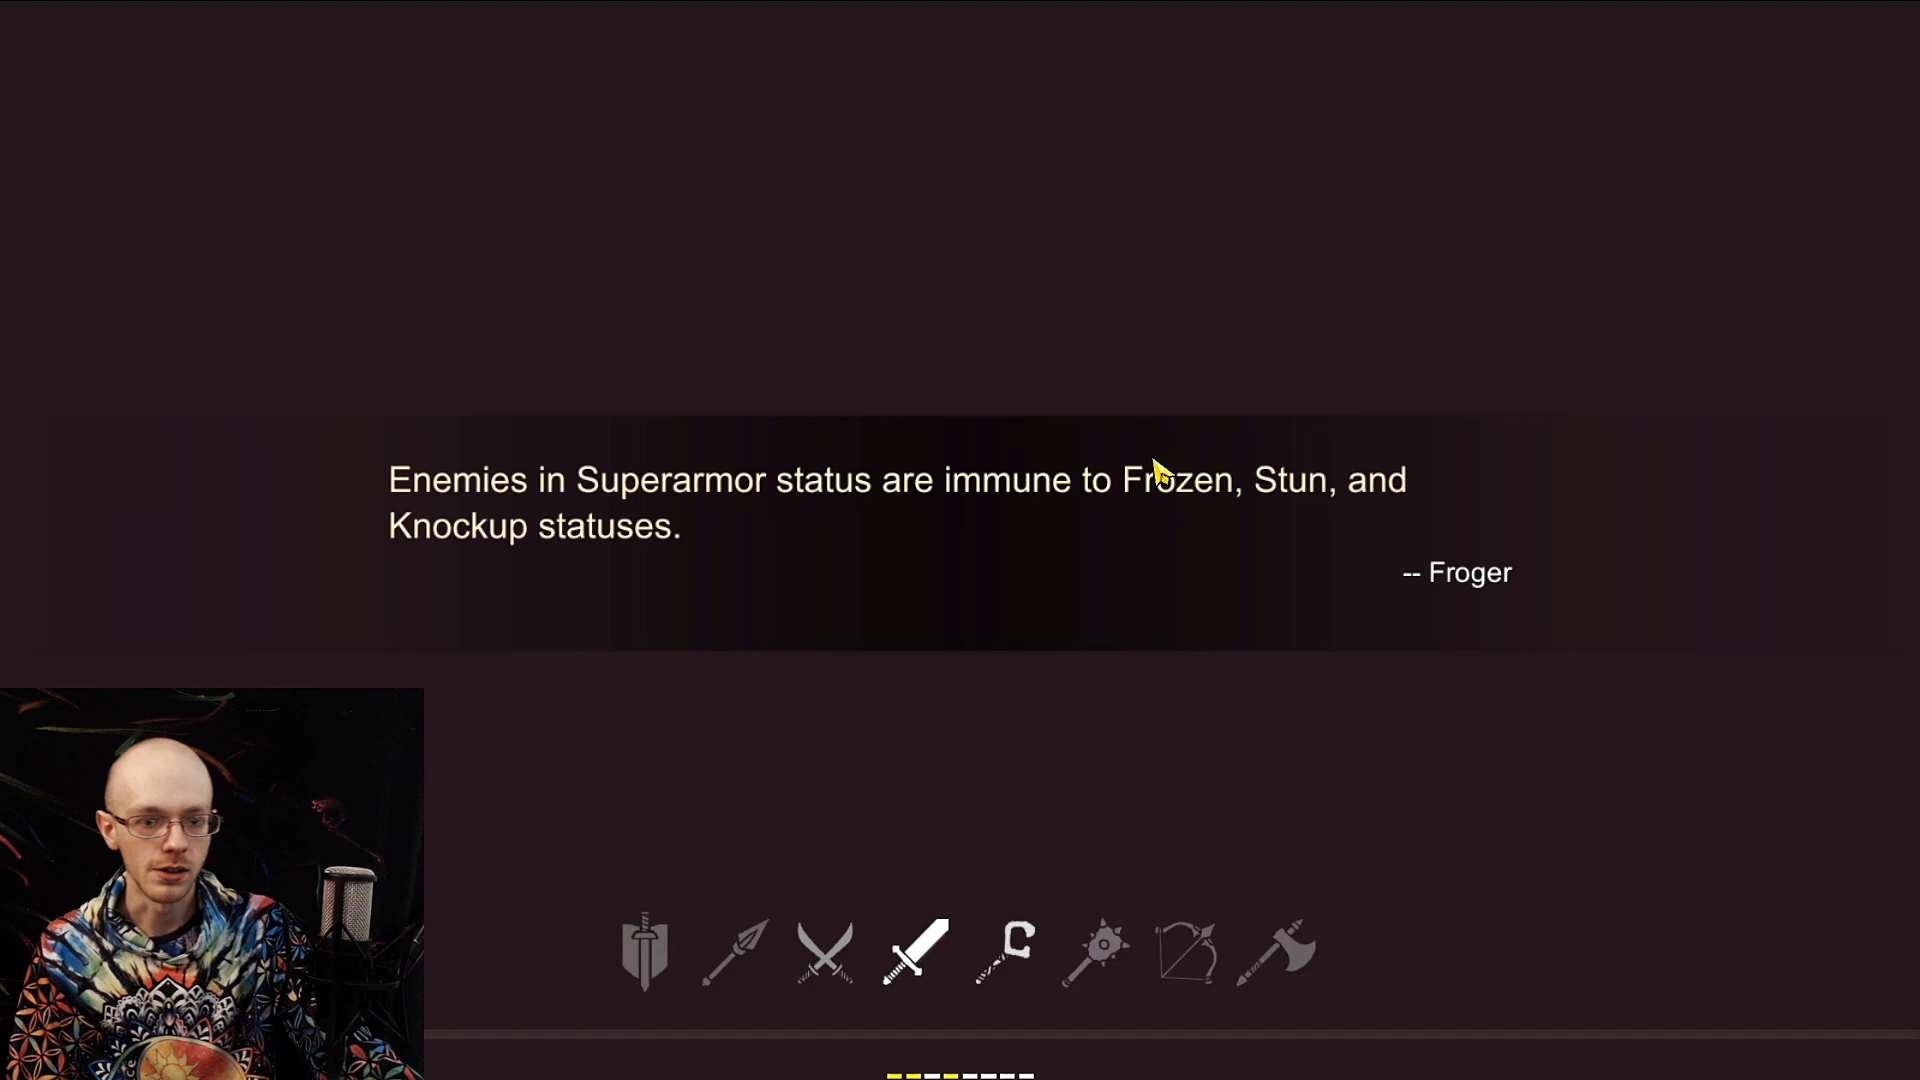 Enemies in Superarmor status are immune to Frozen, Stun, and
Knockup statuses.
-- Froger